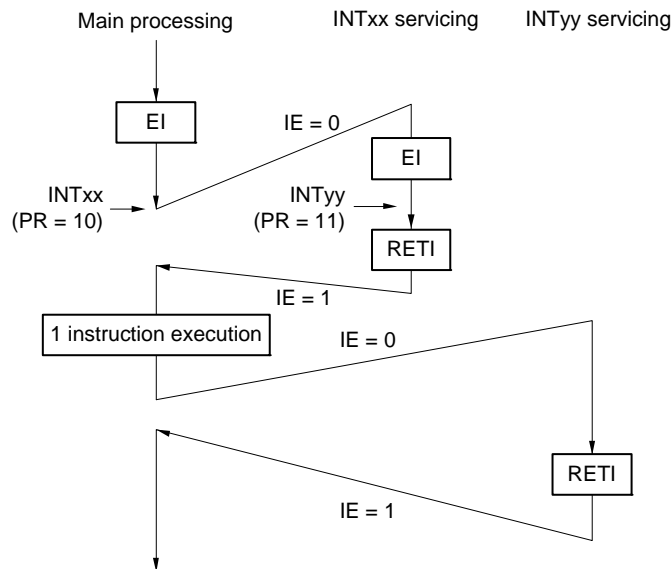 Main processing
INTxx servicing
INTyy servicing
EI
IE = 0
EI
INTxx
(PR = 10)
INTyy
(PR = 11)
RETI
IE = 1
1 instruction execution
IE = 0
RETI
IE = 1